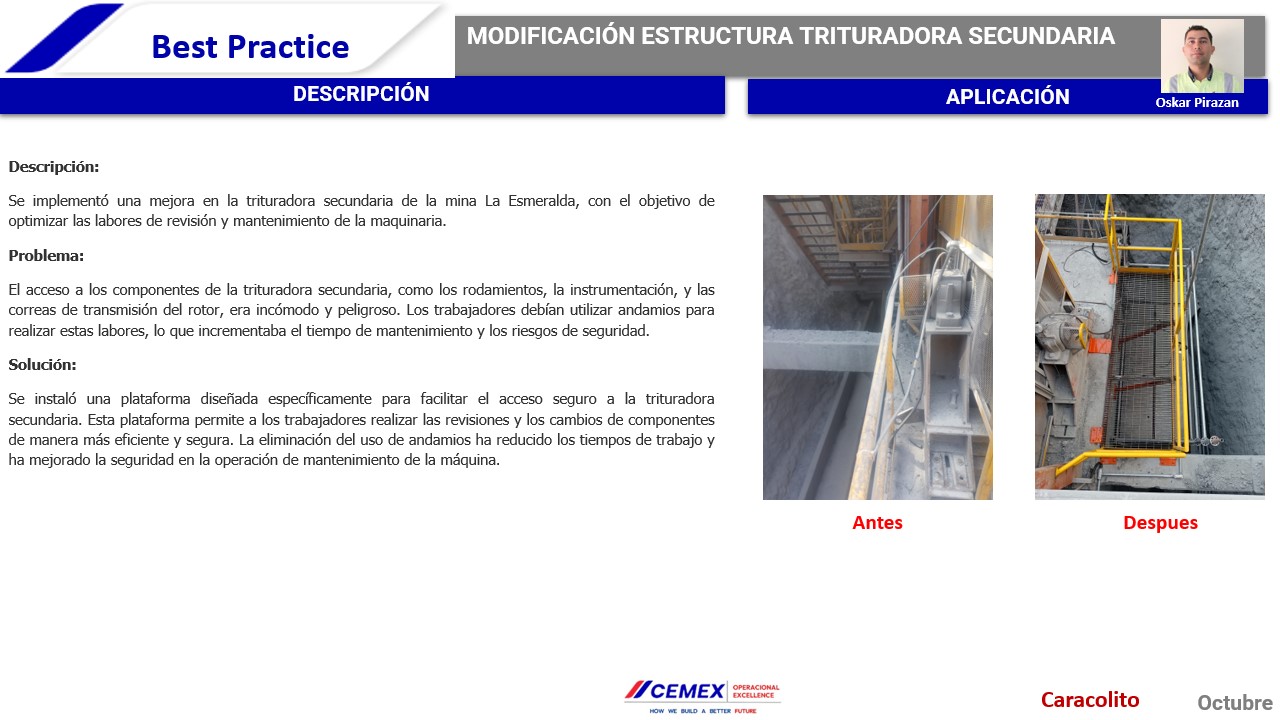 Best Practice
MODIFICACIÓN ESTRUCTURA TRITURADORA SECUNDARIA
DESCRIPCIÓN
APLICACIÓN
Oskar Pirazan
Descripción:
Se implementó una mejora en la trituradora secundaria de la mina La Esmeralda, con el objetivo de
optimizar las labores de revisión y mantenimiento de la maquinaria.
Problema:
El acceso a los componentes de la trituradora secundaria, como los rodamientos, la instrumentación, y las
correas de transmisión del rotor, era incómodo y peligroso. Los trabajadores debían utilizar andamios para
realizar estas labores, lo que incrementaba el tiempo de mantenimiento y los riesgos de seguridad.
Solución:
Se instaló una plataforma diseñada específicamente para facilitar el acceso seguro a la trituradora
secundaria. Esta plataforma permite a los trabajadores realizar las revisiones y los cambios de componentes
de manera más eficiente y segura. La eliminación del uso de andamios ha reducido los tiempos de trabajo y
ha mejorado la seguridad en la operación de mantenimiento de la máquina.
Antes
Despues
CEMEX
OPERACIONAL
EXCELLENCE
HOW WE BUILD A BETTER FUTURE
Caracolito
Octubre